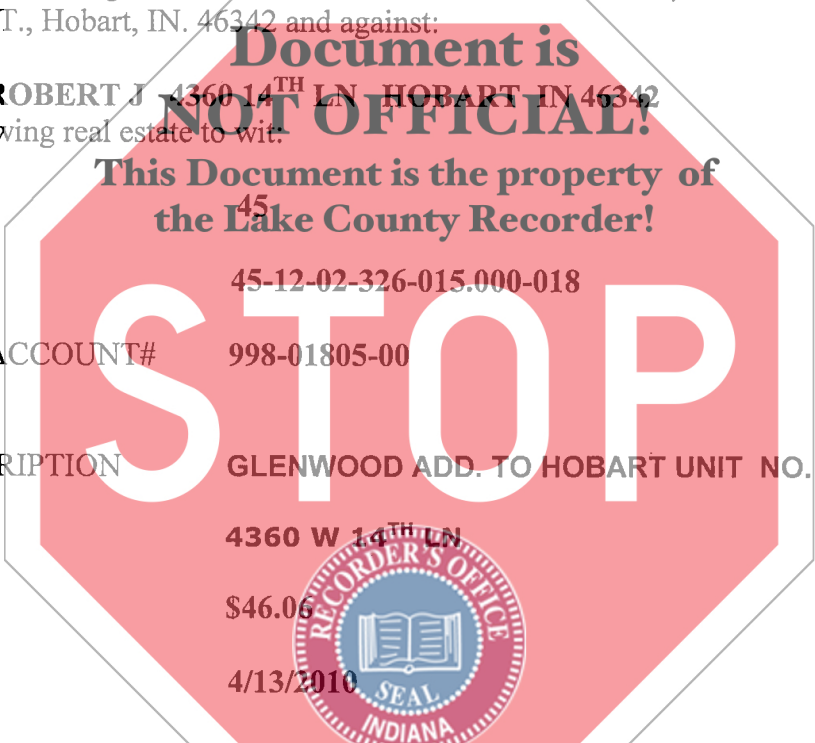 T., Hobart, IN. 46342 and against:
Document is
ROBERT J 4360 14TH LN HOBART IN 46342
NOT OFFICIAL!
wing real estate to wit:
This Document is the property of
45
the Lake County Recorder!
45-12-02-326-015.000-018
STOP
ACCOUNT# 998-01805-00
RIPTION GLENWOOD ADD. TO HOBART UNIT NO.
4360 W 14TH LN
RECORDER'S OFFICE
$46.06
4/13/2010
SEAL
INDIANA